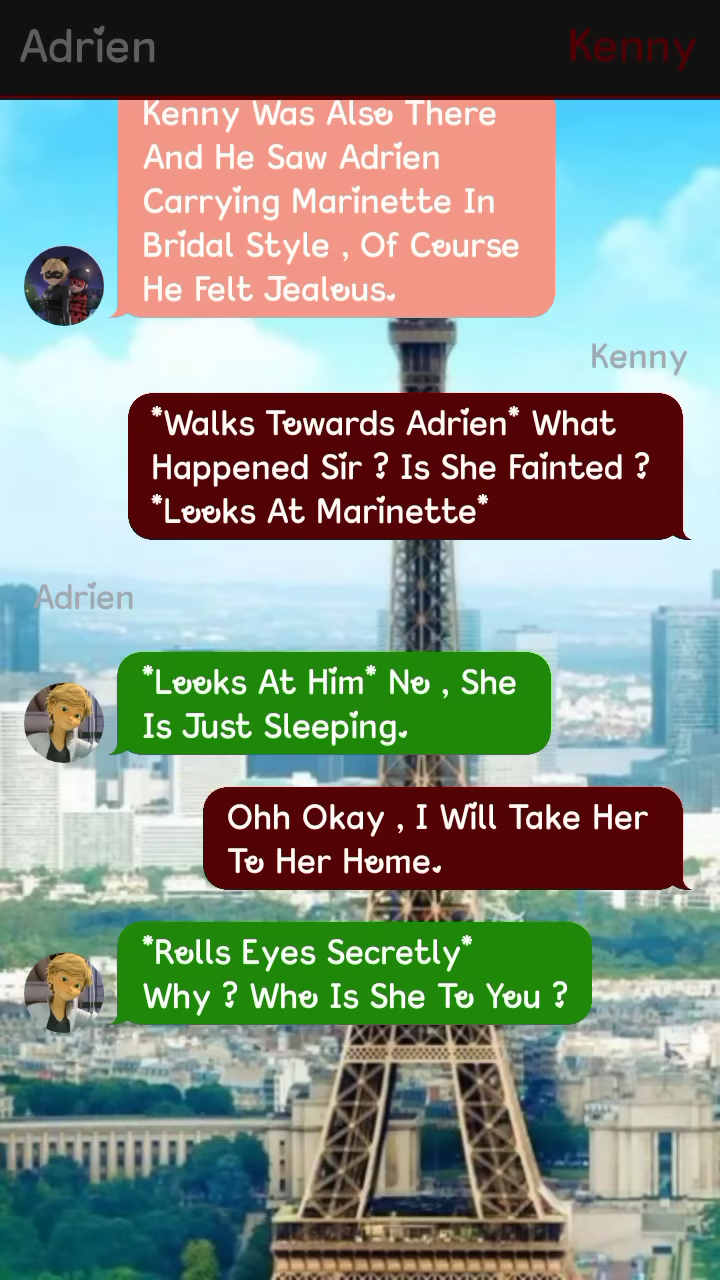 Adrien
Kenny
Kenny Was Also There
And He Saw Adrien
Carrying Marinette In
Bridal Style , Of Course
He Felt Jealous.
Kenny
*Walks Towards Adrien* What
Happened Sir ? Is She Fainted ?
*Looks At Marinette*
Adrien
*Looks At Him* No , She
Is Just Sleeping.
Ohh Okay , I Will Take Her
To Her Home.
*Rolls Eyes Secretly*
Why ? Who Is She To You ?